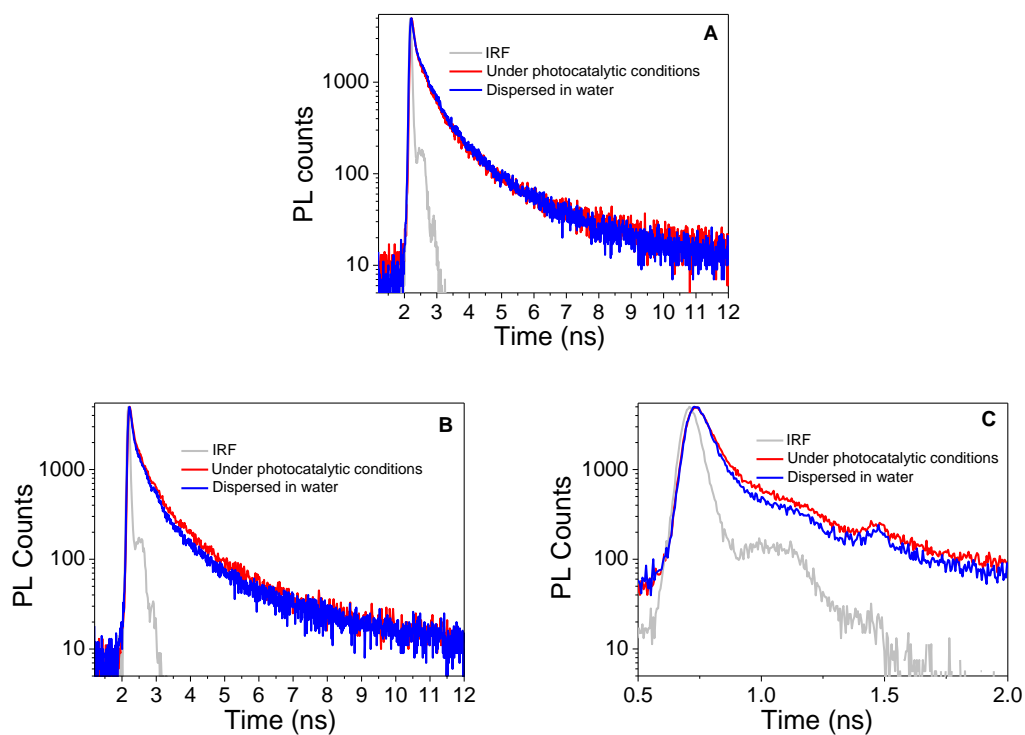 A
IRF
Under photocatalytic conditions
Dispersed in water
PL counts
1000
100
10
2 3 4 5 6 7 8 9 10 11 12
Time (ns)
B
IRF
Under photocatalytic conditions
Dispersed in water
PL Counts
1000
100
10
2 3 4 5 6 7 8 9 10 11 12
Time (ns)
C
IRF
Under photocatalytic conditions
Dispersed in water
PL Counts
1000
100
10
0.5 1.0 1.5 2.0
Time (ns)